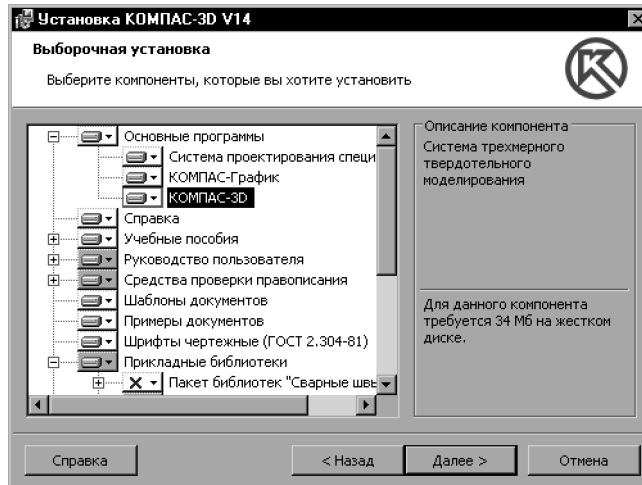 Установка КОМПАС-3D V14
Выборочная установка
Выберите компоненты, которые вы хотите установить
Основные программы
Система проектирования специ
КОМПАС-График
КОМПАС-3D
Справка
Учебные пособия
Руководство пользователя
Средства проверки правописания
Шаблоны документов
Примеры документов
Шрифты чертежные (ГОСТ 2.304-81)
Прикладные библиотеки
Пакет библиотек "Сварные швы
Описание компонента
Система трехмерного
твердотельного
моделирования
Для данного компонента
требуется 34 Мб на жестком
диске.
Справка
< Назад
Далее >
Отмена